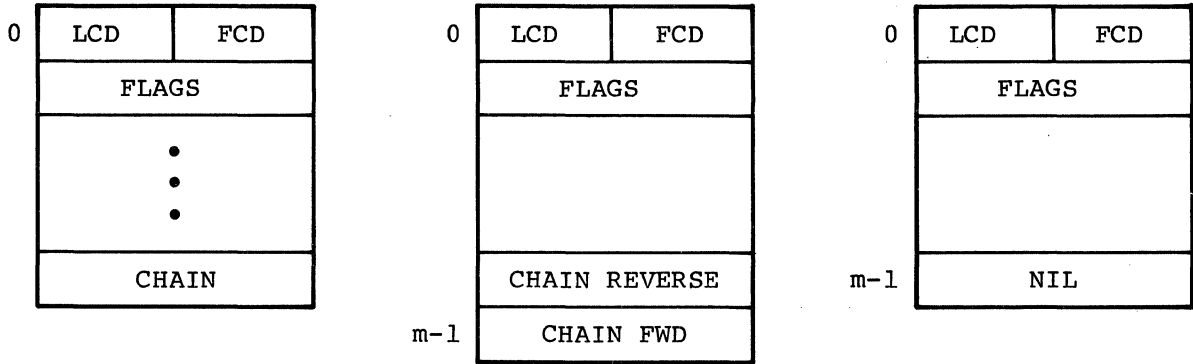 0 LCD FCD
FLAGS
CHAIN
0 LCD FCD
FLAGS
CHAIN REVERSE
m-1 CHAIN FWD
0 LCD FCD
FLAGS
m-1 NIL